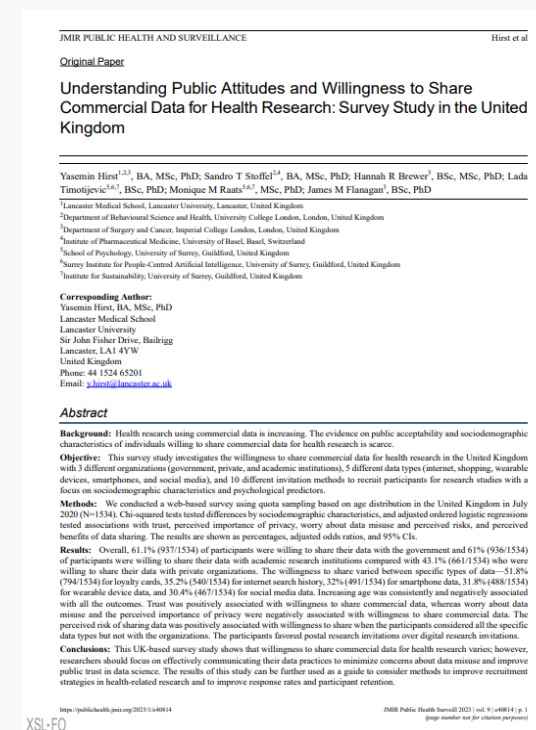 JMIR PUBLIC HEALTH AND SURVEILLANCE
Hirst et al
Original Paper
Understanding Public Attitudes and Willingness to Share
Commercial Data for Health Research: Survey Study in the United
Kingdom
Yasemin Hirst1,2,3, BA, MSc, PhD; Sandro T Stoffel2,4, BA, MSc, PhD; Hannah R Brewer3, BSc, MSc, PhD; Lada
Timotijevic5,6,7, BSc, PhD; Monique M Raats5,6,7, MSc, PhD; James M Flanagan3, BSc, PhD
1Lancaster Medical School, Lancaster University, Lancaster, United Kingdom
2Department of Behavioural Science and Health, University College London, London, United Kingdom
3Department of Surgery and Cancer, Imperial College London, London, United Kingdom
4Institute of Pharmaceutical Medicine, University of Basel, Basel, Switzerland
5School of Psychology, University of Surrey, Guildford, United Kingdom
6Surrey Institute for People-Centred Artificial Intelligence, University of Surrey, Guildford, United Kingdom
7Institute for Sustainability, University of Surrey, Guildford, United Kingdom
Corresponding Author:
Yasemin Hirst, BA, MSc, PhD
Lancaster Medical School
Lancaster University
Sir John Fisher Drive, Bailrigg
Lancaster, LA1 4YW
United Kingdom
Phone: 44 1524 65201
Email: y.hirst@lancaster.ac.uk
Abstract
Background: Health research using commercial data is increasing. The evidence on public acceptability and sociodemographic
characteristics of individuals willing to share commercial data for health research is scarce.
Objective: This survey study investigates the willingness to share commercial data for health research in the United Kingdom
with 3 different organizations (government, private, and academic institutions), 5 different data types (internet, shopping, wearable
devices, smartphones, and social media), and 10 different invitation methods to recruit participants for research studies with a
focus on sociodemographic characteristics and psychological predictors.
Methods: We conducted a web-based survey using quota sampling based on age distribution in the United Kingdom in July
2020 (N=1534). Chi-squared tests tested differences by sociodemographic characteristics, and adjusted ordered logistic regressions
tested associations with trust, perceived importance of privacy, worry about data misuse and perceived risks, and perceived
benefits of data sharing. The results are shown as percentages, adjusted odds ratios, and 95% CIs.
Results: Overall, 61.1% (937/1534) of participants were willing to share their data with the government and 61% (936/1534)
of participants were willing to share their data with academic research institutions compared with 43.1% (661/1534) who were
willing to share their data with private organizations. The willingness to share varied between specific types of data—51.8%
(794/1534) for loyalty cards, 35.2% (540/1534) for internet search history, 32% (491/1534) for smartphone data, 31.8% (488/1534)
for wearable device data, and 30.4% (467/1534) for social media data. Increasing age was consistently and negatively associated
with all the outcomes. Trust was positively associated with willingness to share commercial data, whereas worry about data
misuse and the perceived importance of privacy were negatively associated with willingness to share commercial data. The
perceived risk of sharing data was positively associated with willingness to share when the participants considered all the specific
data types but not with the organizations. The participants favored postal research invitations over digital research invitations.
Conclusions: This UK-based survey study shows that willingness to share commercial data for health research varies; however,
researchers should focus on effectively communicating their data practices to minimize concerns about data misuse and improve
public trust in data science. The results of this study can be further used as a guide to consider methods to improve recruitment
strategies in health-related research and to improve response rates and participant retention.
https://publichealth.jmir.org/2023/1/e40814
JMIR Public Health Surveill 2023 | vol. 9 | e40814 | p. 1
(page number not for citation purposes)
XSL•FO